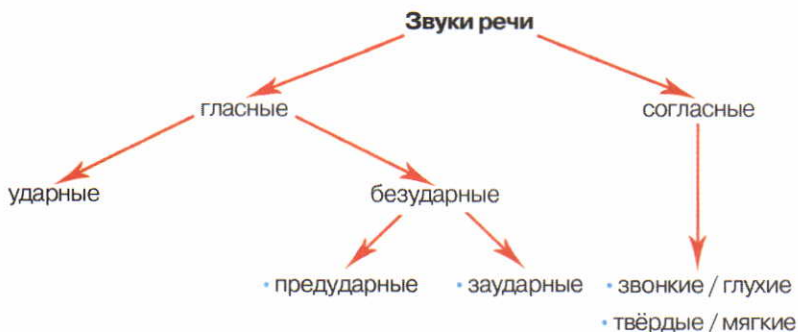 Звуки речи
гласные согласные
ударные безударные
• предударные • заударные • звонкие / глухие
• твёрдые / мягкие